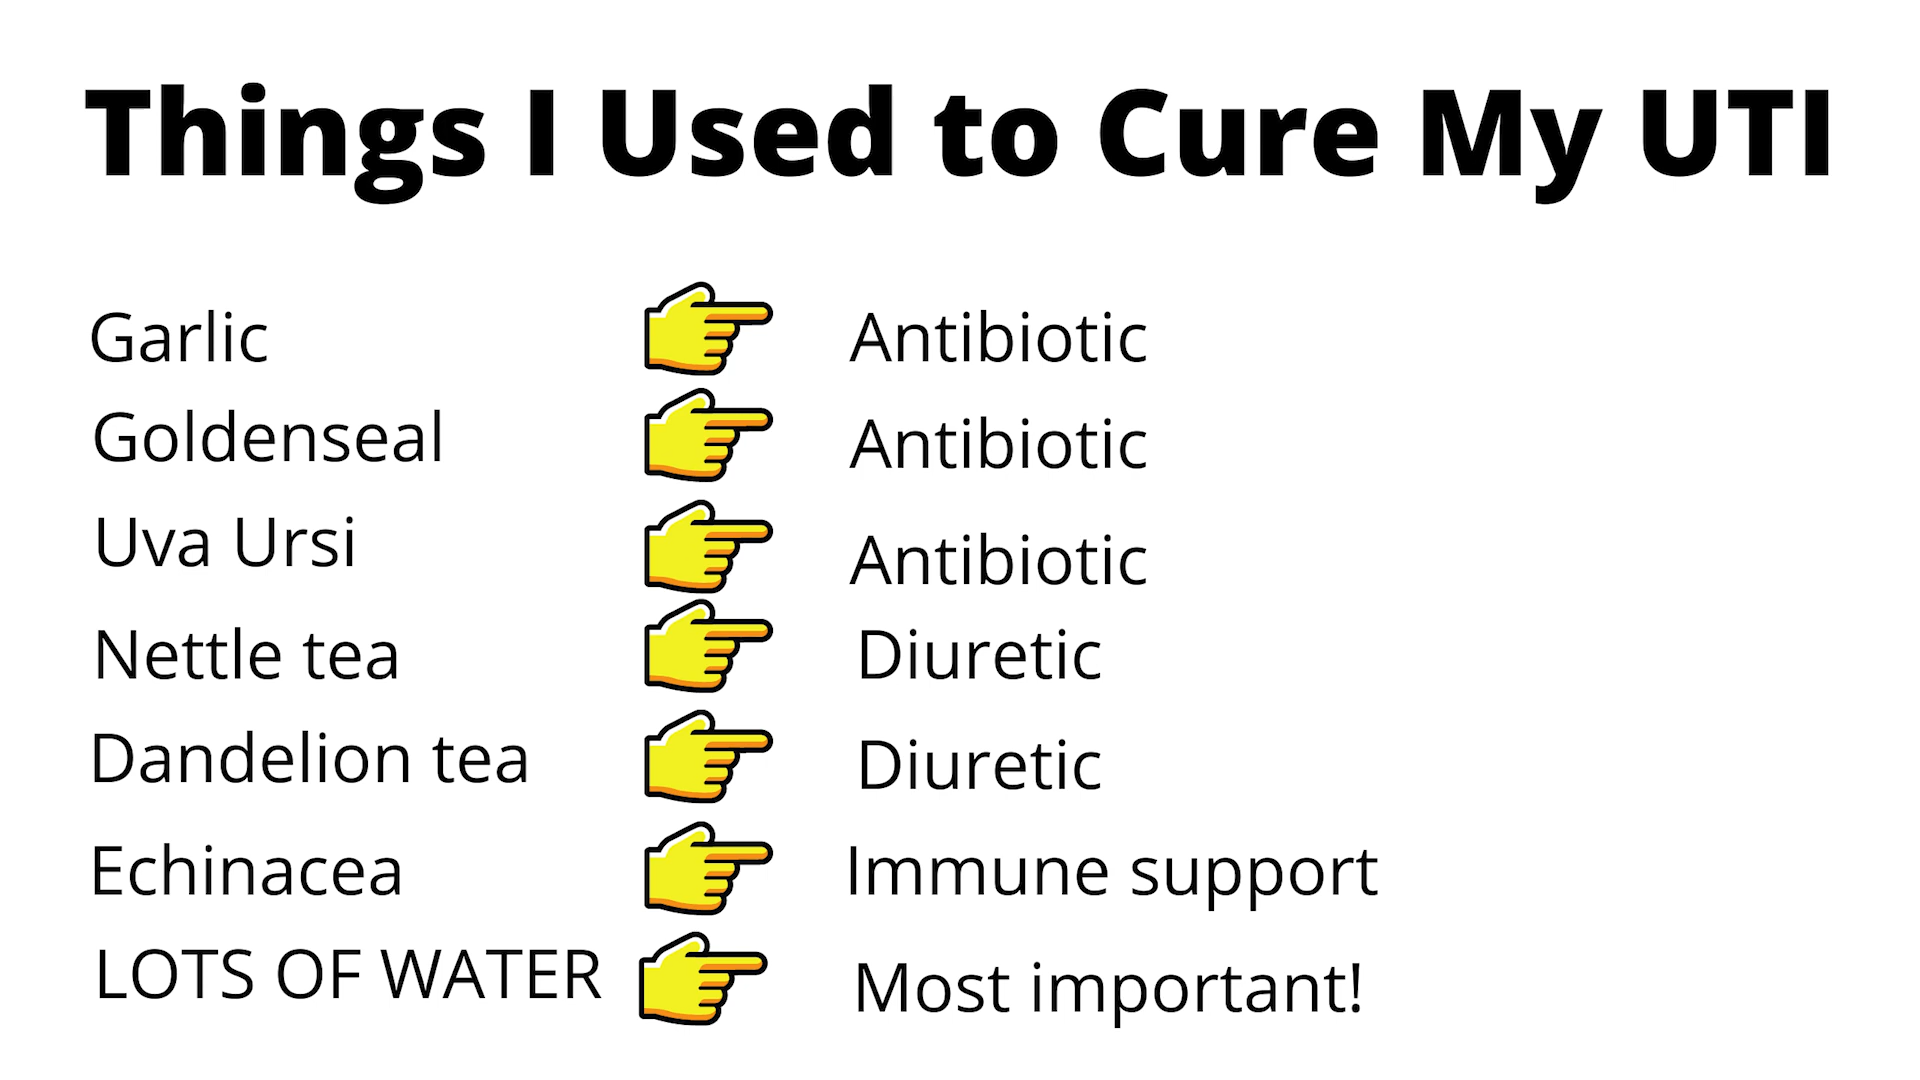 Things I Used to Cure My UTI
Garlic Antibiotic
Goldenseal Antibiotic
Uva Ursi Antibiotic
Nettle tea Diuretic
Dandelion tea Diuretic
Echinacea Immune support
LOTS OF WATER Most important!